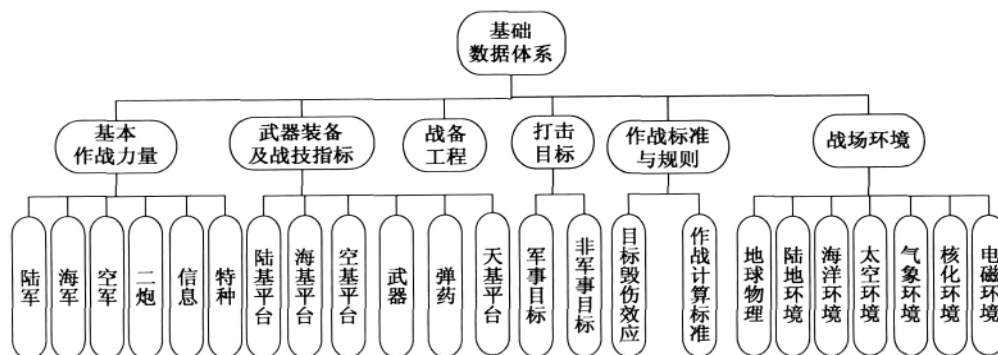 基础
数据体系
基本
作战力量
武器装备
及战技指标
战备
工程
打击
目标
作战标准
与规则
战场环境
陆军
海军
空军
二炮
信息
特种
陆基平台
海基平台
空基平台
武器
弹药
天基平台
军事目标
非军事目标
目标毁伤效应
作战计算标准
地球物理
陆地环境
海洋环境
太空环境
气象环境
核化环境
电磁环境